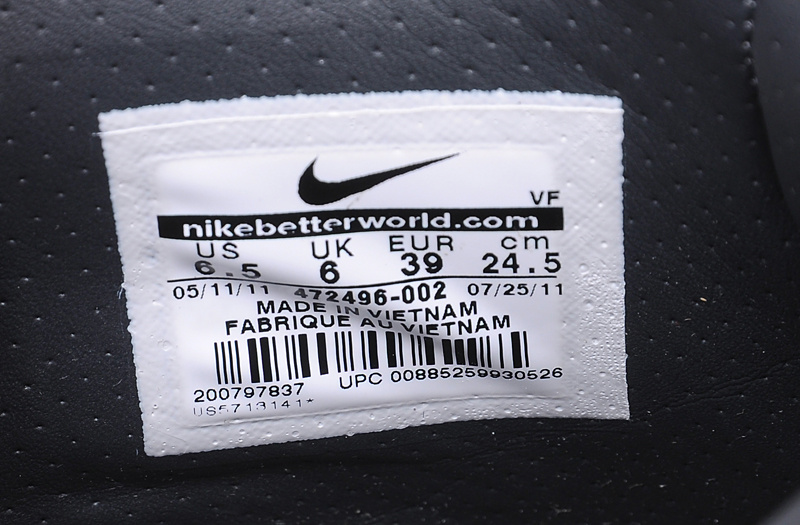 VF
nikebetterworld.com
US UK EUR cm
6.5 6 39 24.5
05/11/11 472496-002 07/25/11
MADE IN VIETNAM
FABRIQUE AU VIETNAM
200797837 UPC 00885259930526
US5713141*